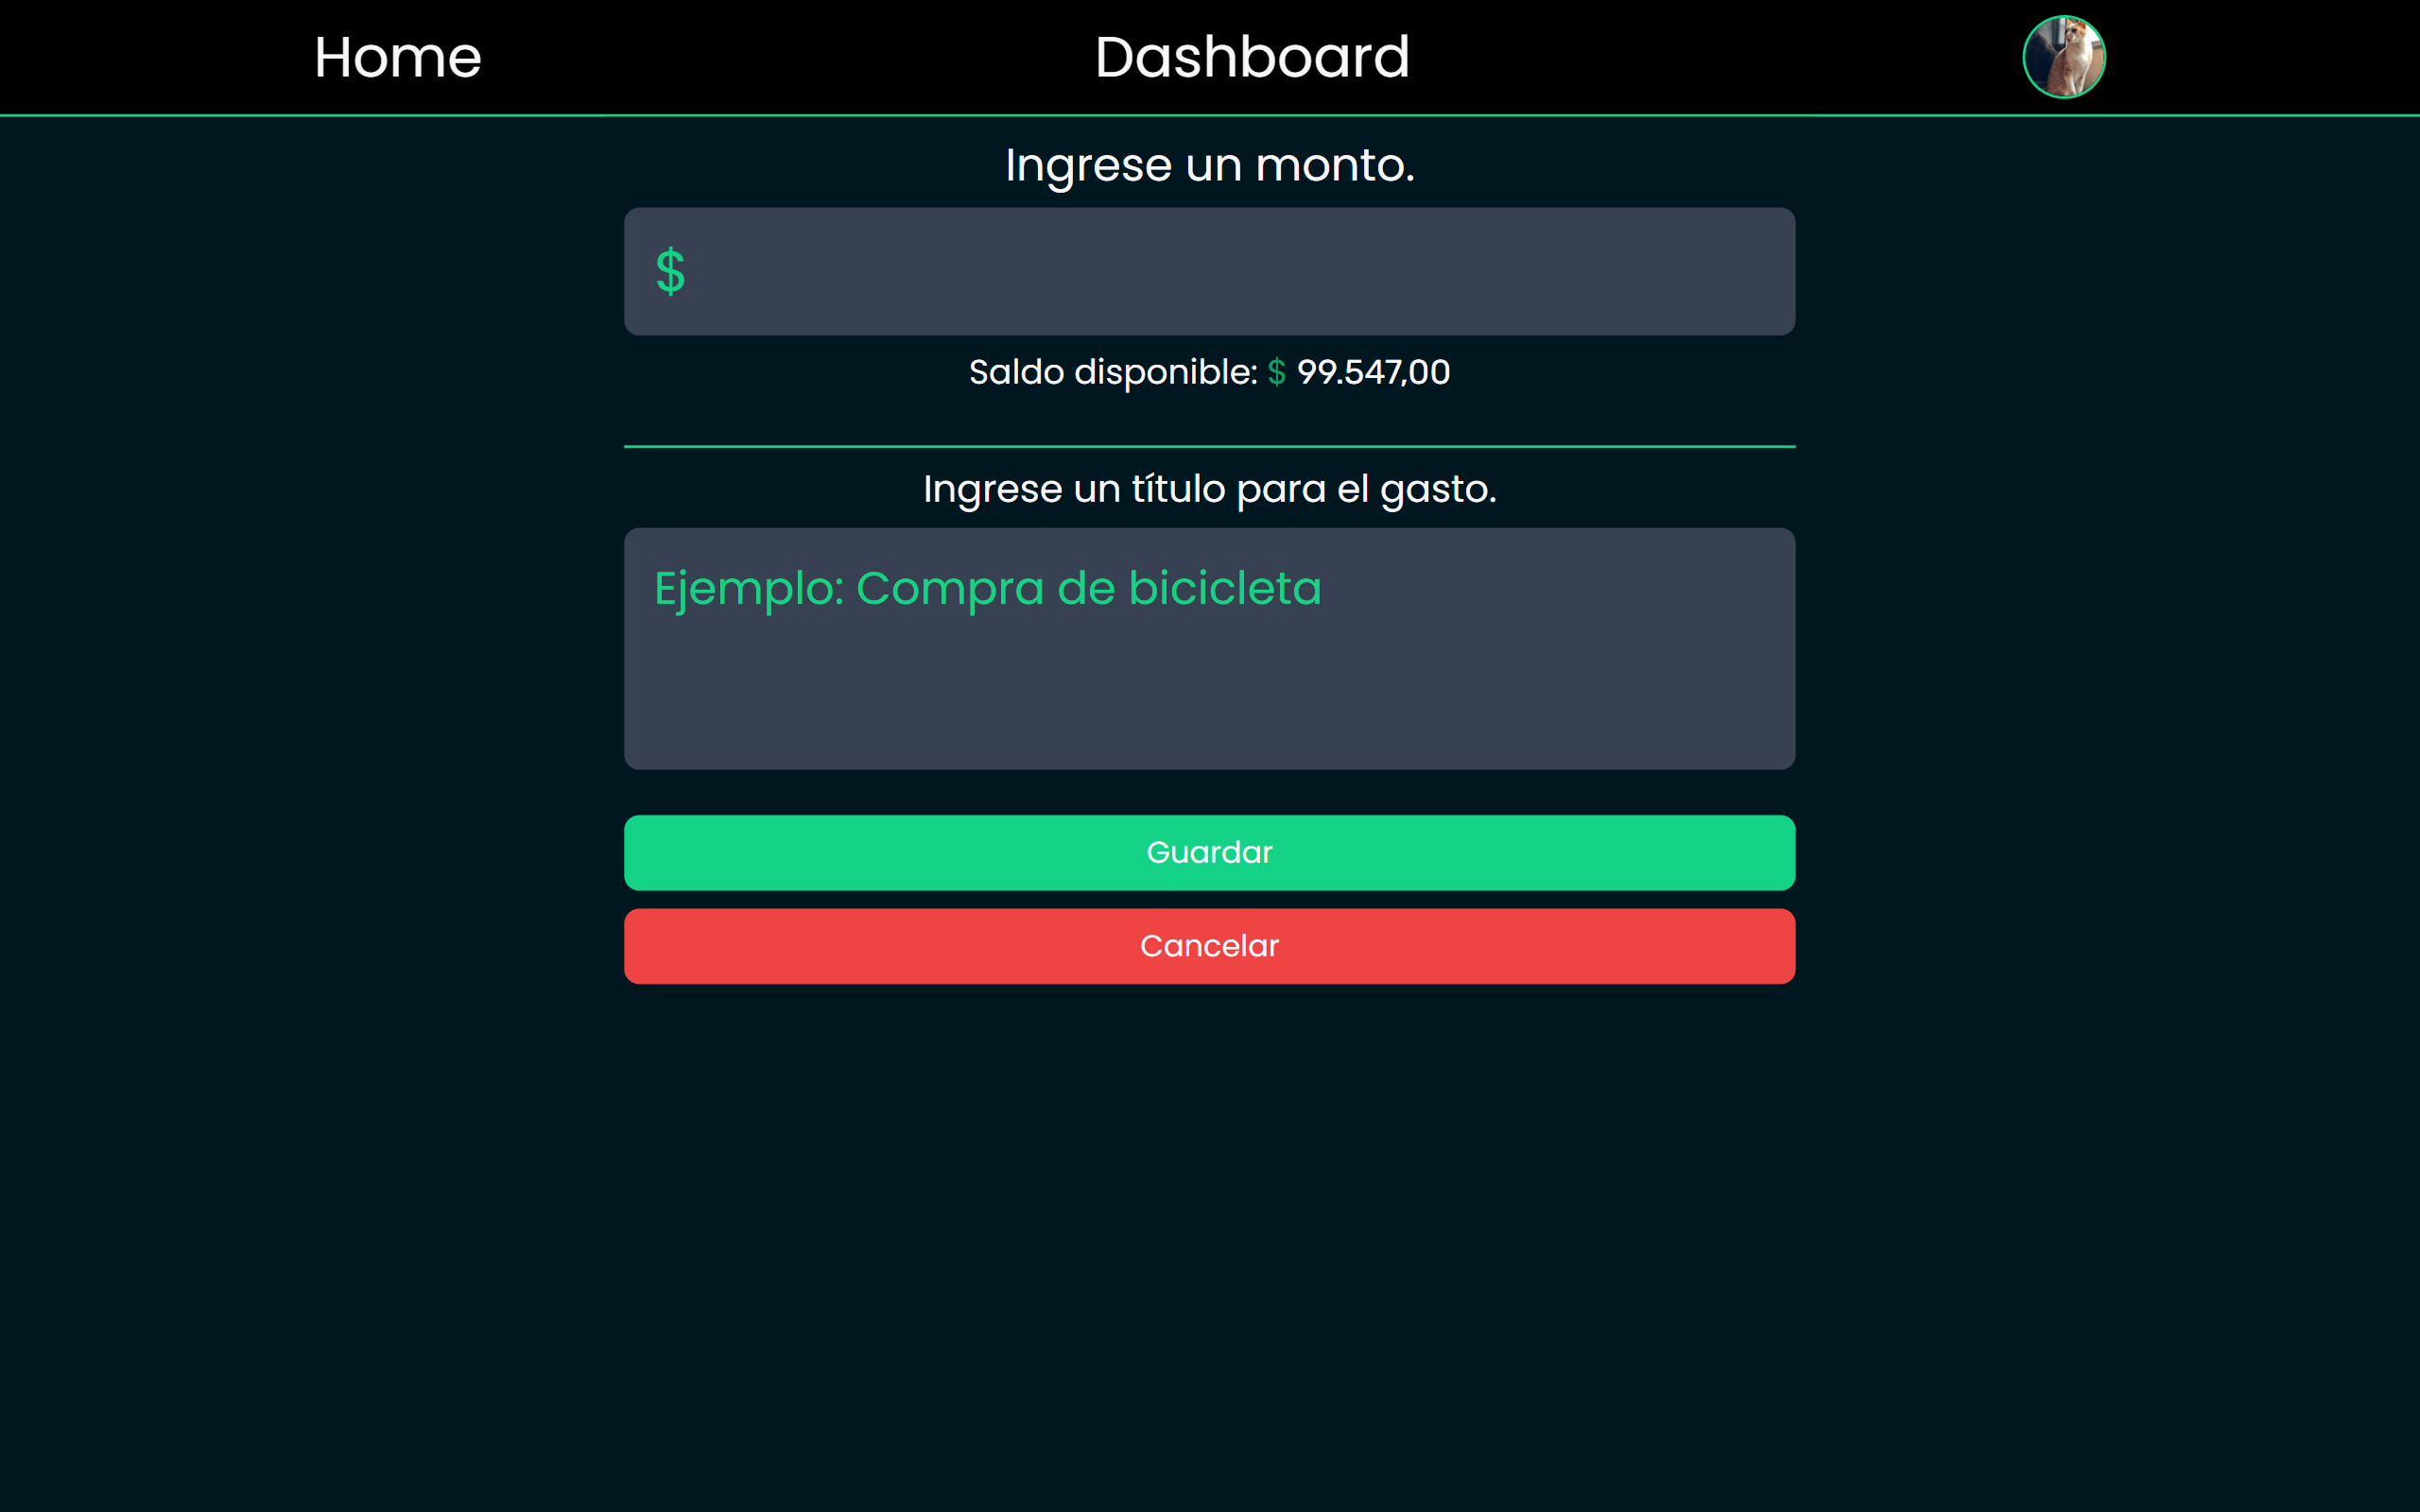 Home Dashboard
Ingrese un monto.
$
Saldo disponible: $ 99.547,00
Ingrese un título para el gasto.
Ejemplo: Compra de bicicleta
Guardar
Cancelar